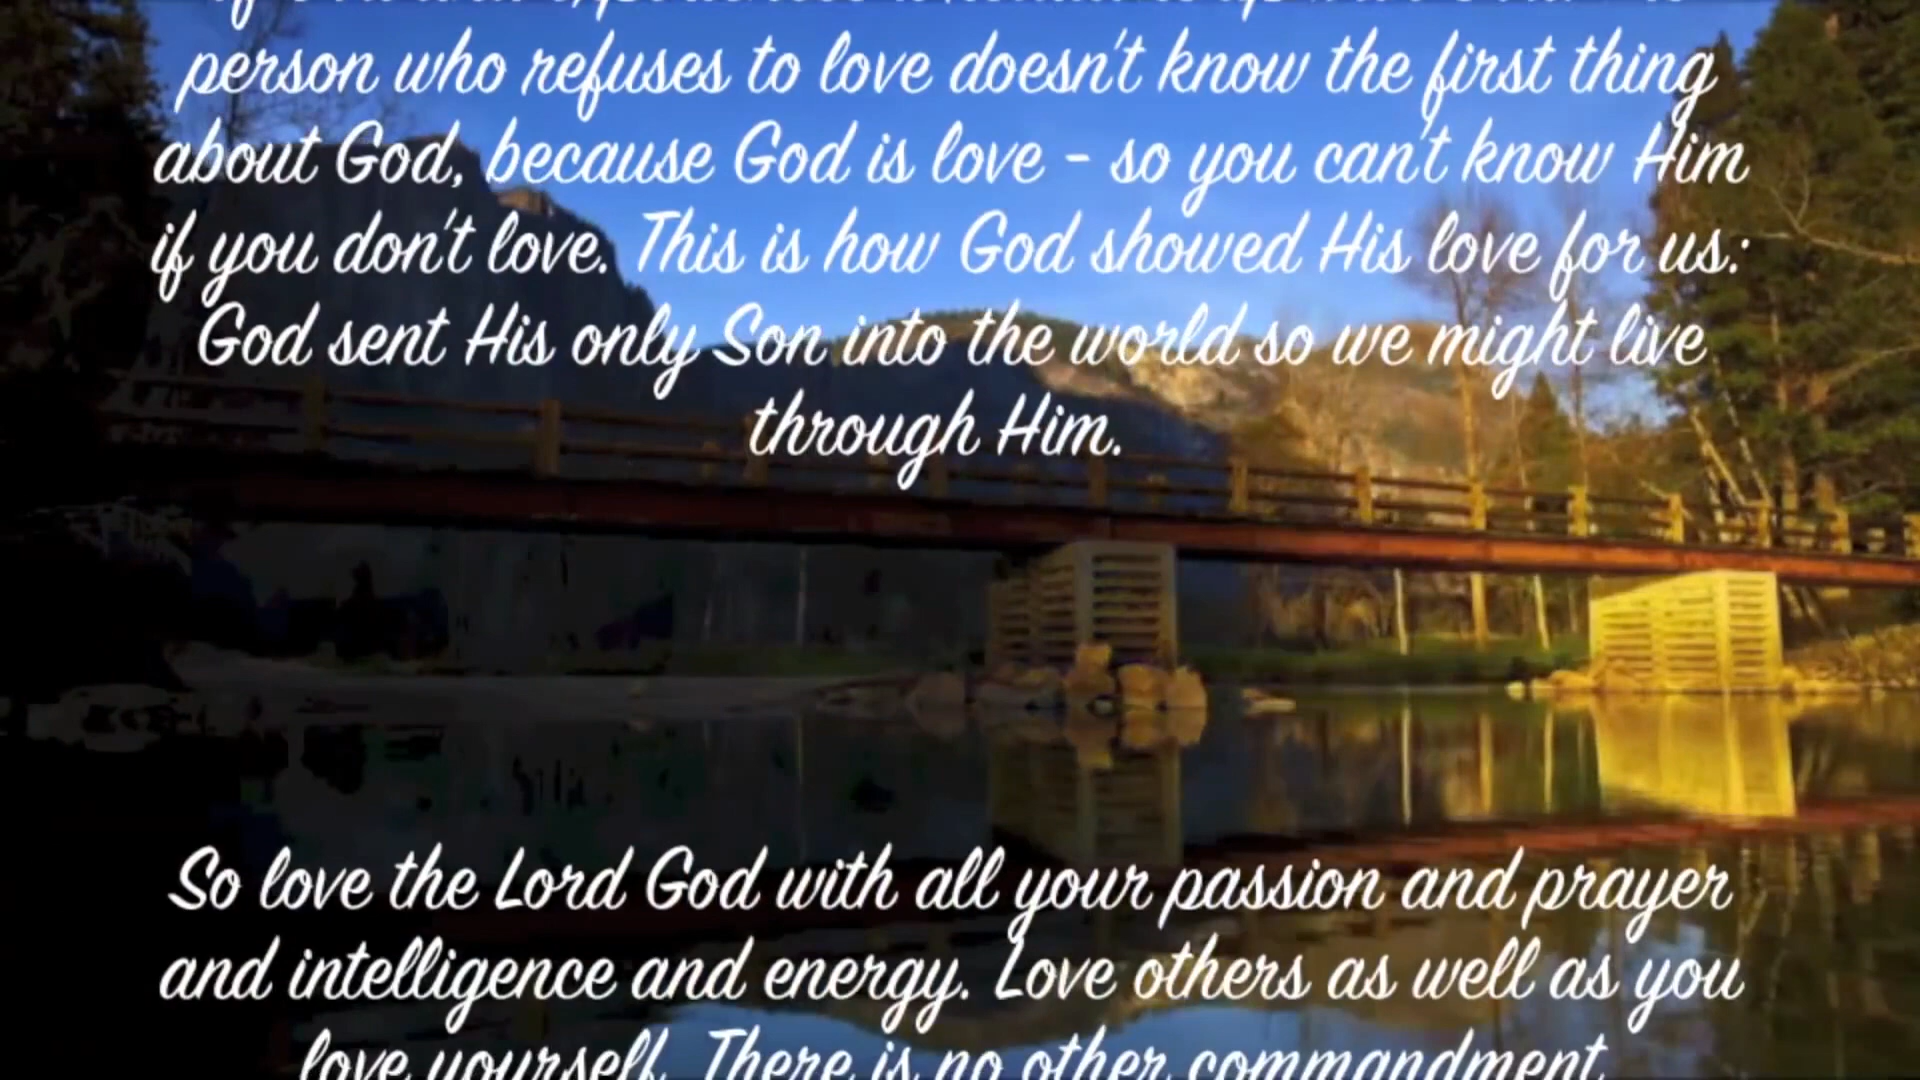 person who refuses to love doesn't know the first thing
about God, because God is love - so you can't know Him
if you don't love. This is how God showed His love for us:
God sent His only Son into the world so we might live
through Him.
So love the Lord God with all your passion and prayer
and intelligence and energy. Love others as well as you
love yourself. There is no other commandment